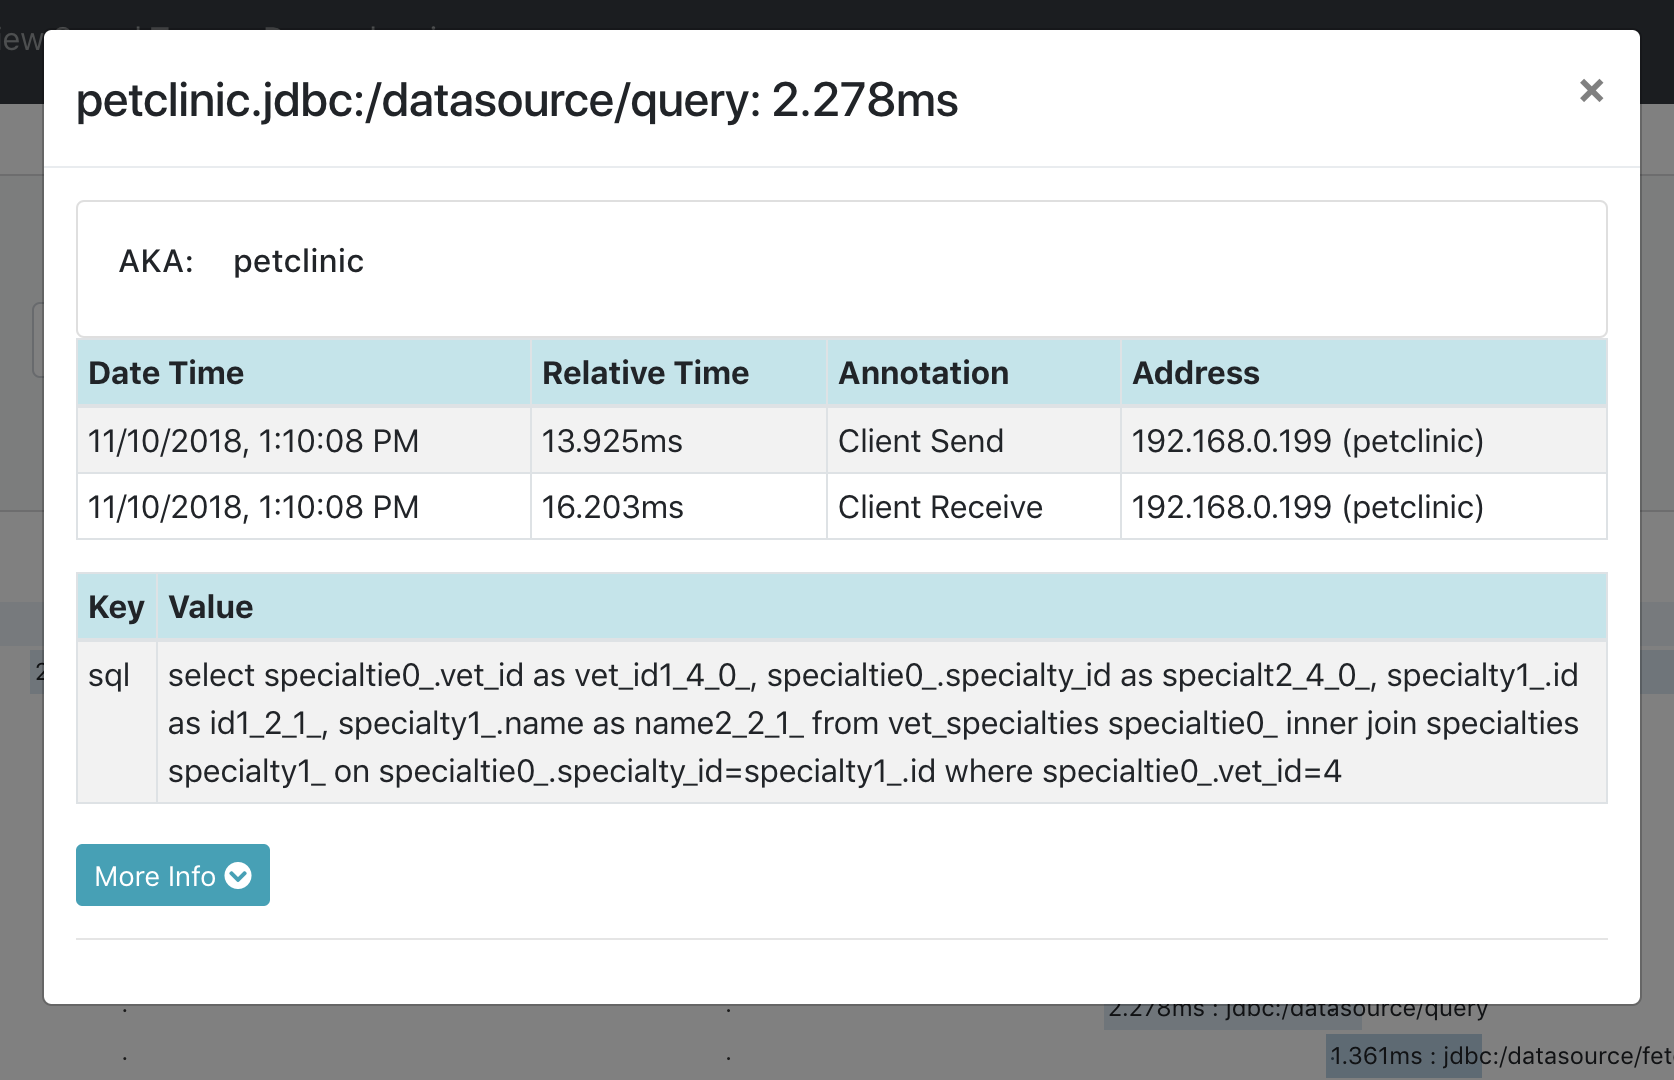 petclinic.jdbc:/datasource/query: 2.278ms ×
AKA: petclinic
Date Time Relative Time Annotation Address
11/10/2018, 1:10:08 PM 13.925ms Client Send 192.168.0.199 (petclinic)
11/10/2018, 1:10:08 PM 16.203ms Client Receive 192.168.0.199 (petclinic)
Key Value
sql select specialtie0_.vet_id as vet_id1_4_0_, specialtie0_.specialty_id as specialt2_4_0_, specialty1_.id
as id1_2_1_, specialty1_.name as name2_2_1_ from vet_specialties specialtie0_ inner join specialties
specialty1_ on specialtie0_.specialty_id=specialty1_.id where specialtie0_.vet_id=4
More Info
2.278ms : jdbc:/datasource/query
1.361ms : jdbc:/datasource/fet